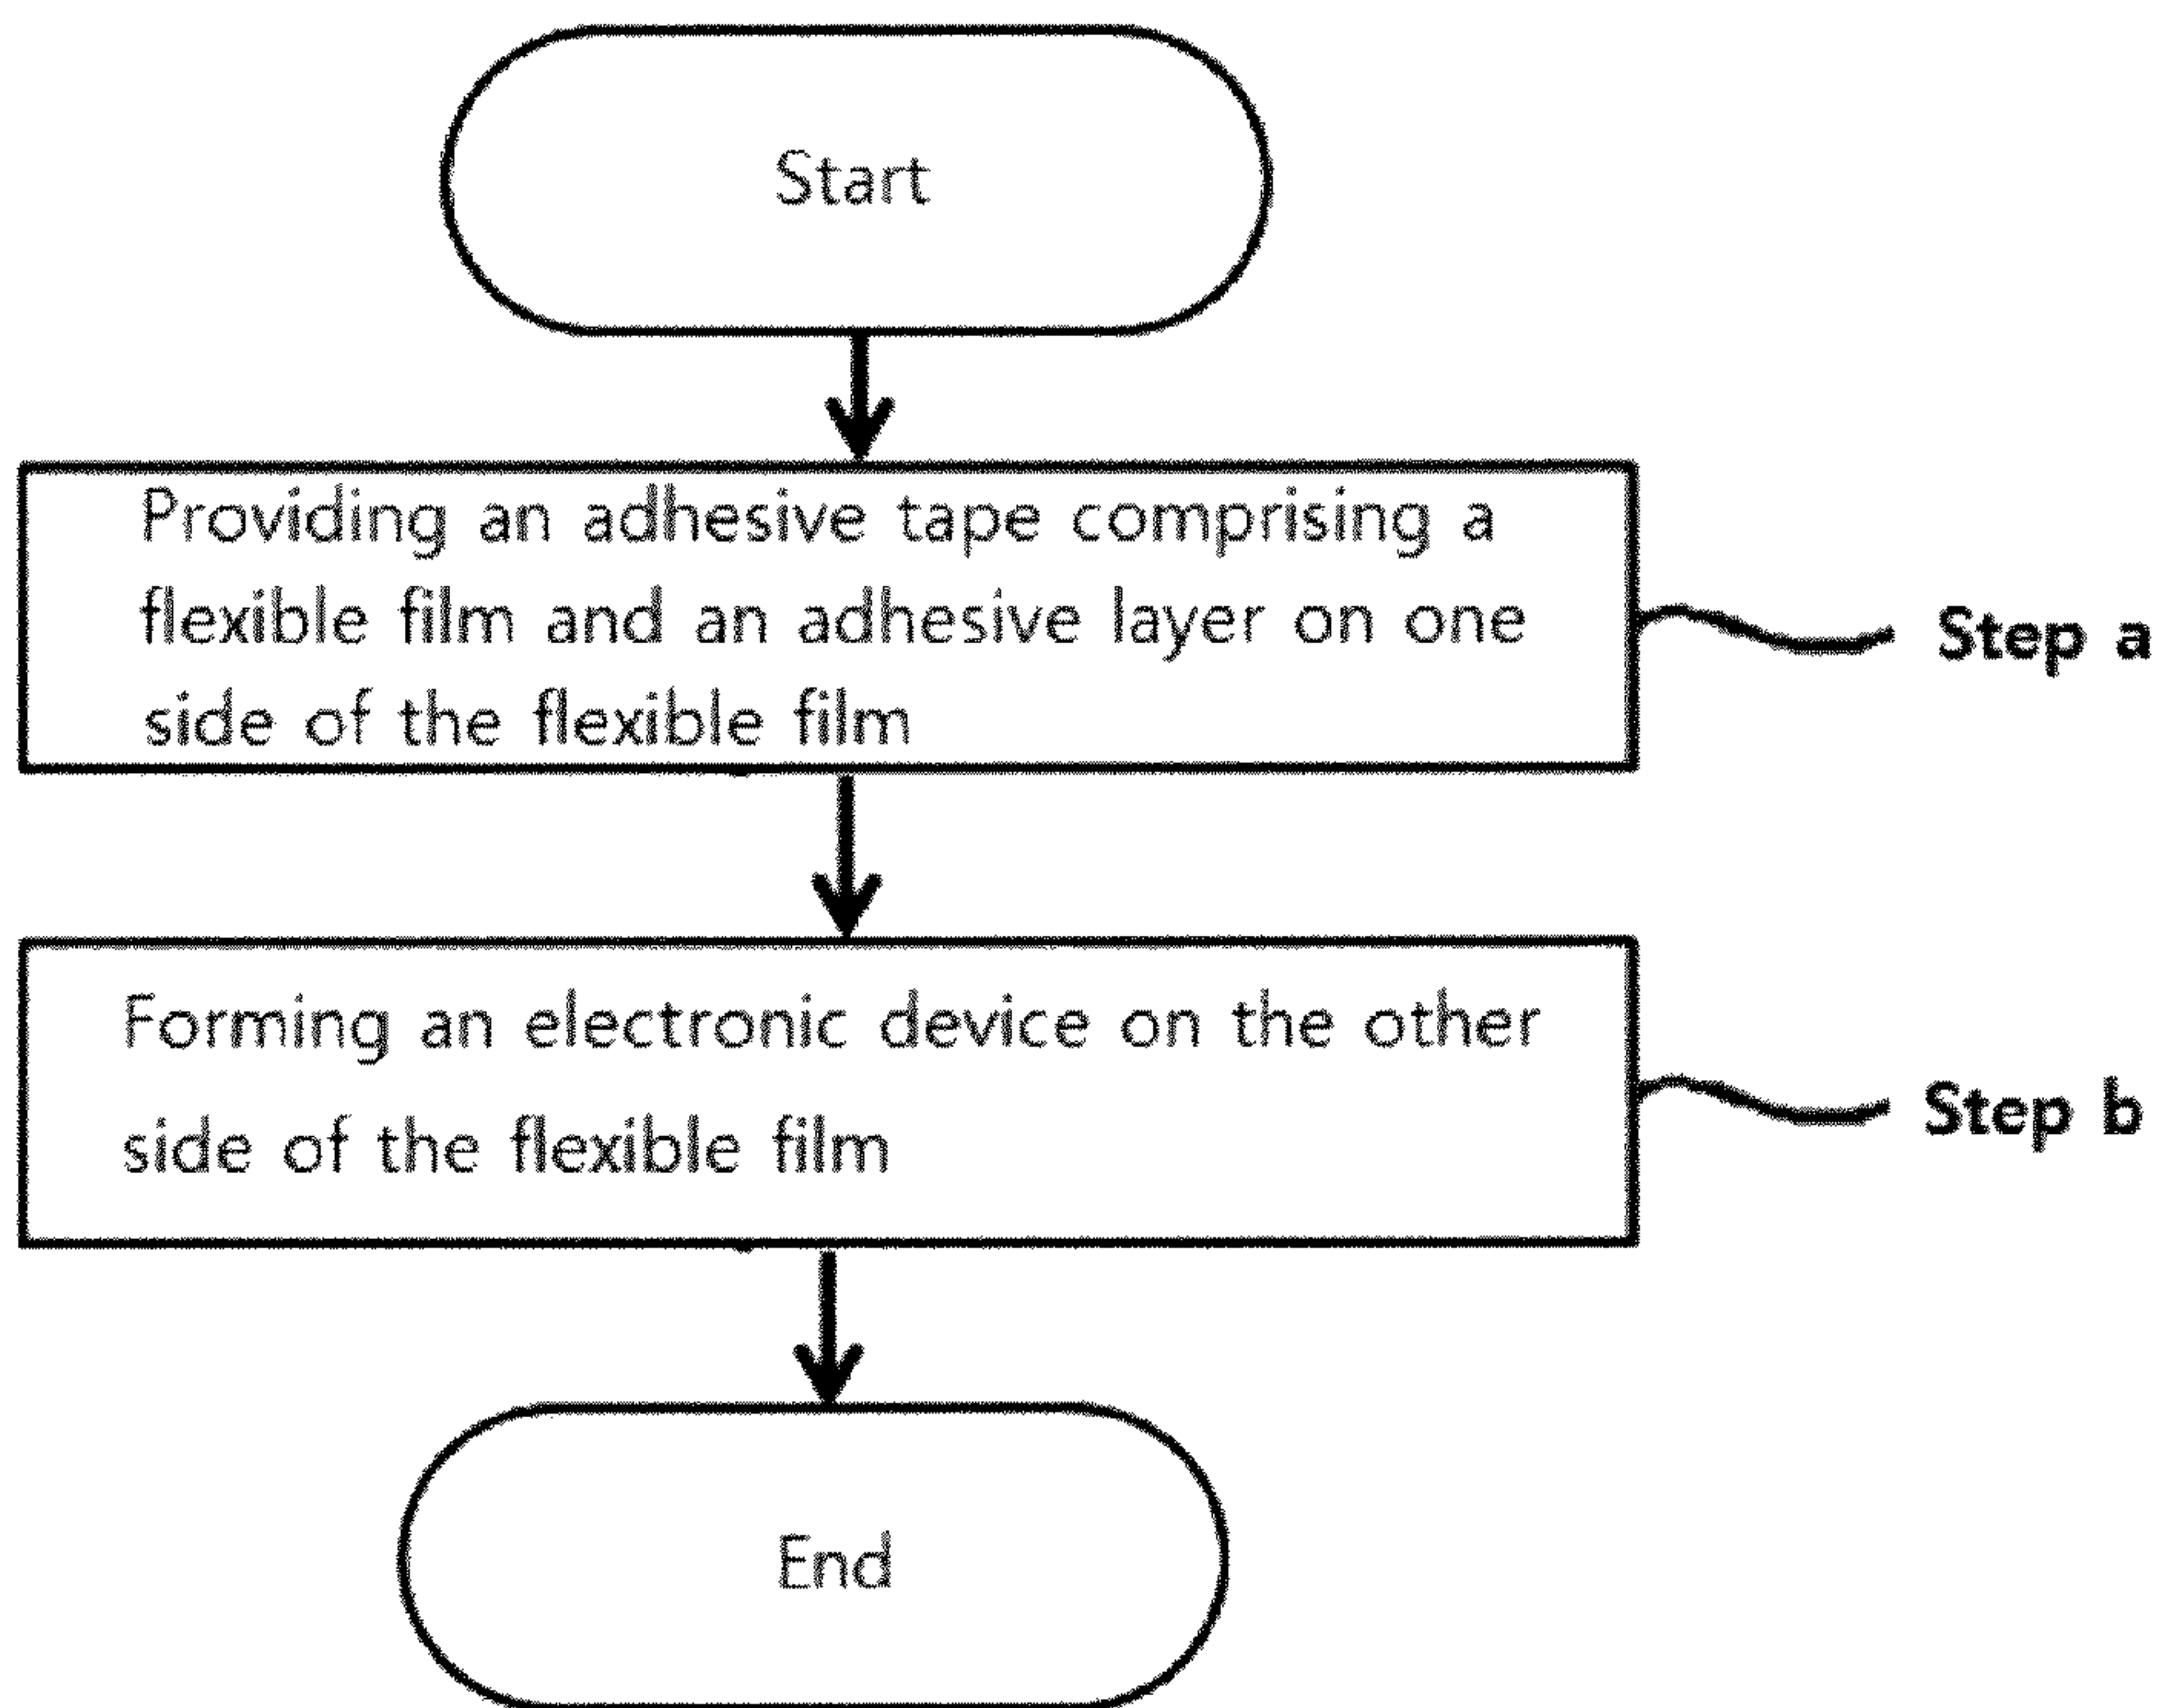 Start
Providing an adhesive tape comprising a
flexible film and an adhesive layer on one
side of the flexible film
Step a
Forming an electronic device on the other
side of the flexible film
Step b
End